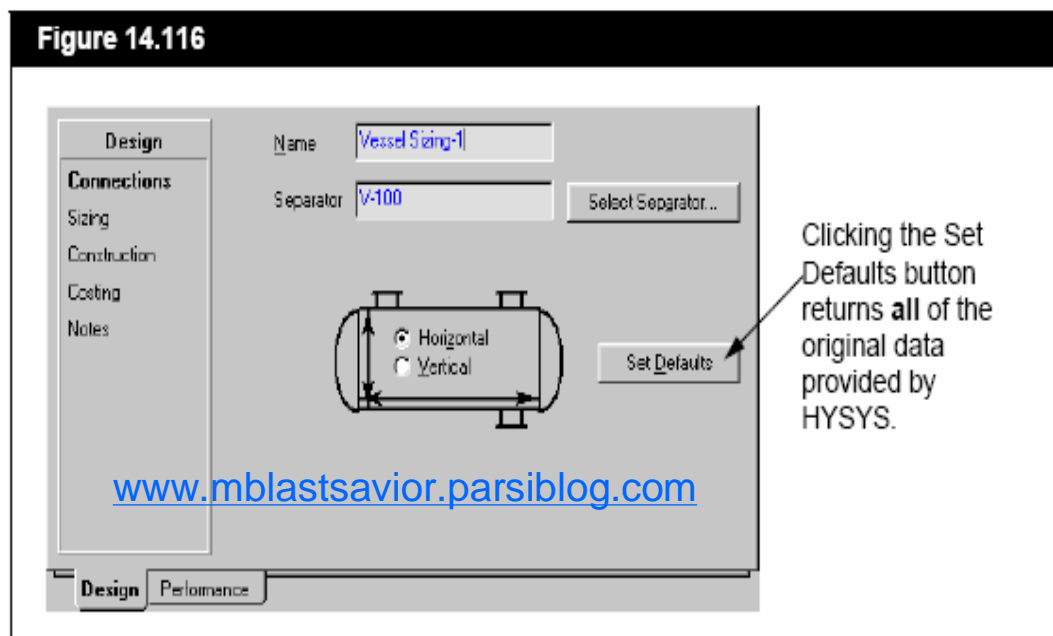 Figure 14.116
Design
Connections
Sizing
Construction
Costing
Notes
Name Vessel Sizing-1
Separator V-100 Select Separator...
Horizontal
Vertical
Set Defaults
Clicking the Set
Defaults button
returns all of the
original data
provided by
HYSYS.
www.mblastsavior.parsiblog.com
Design Performance